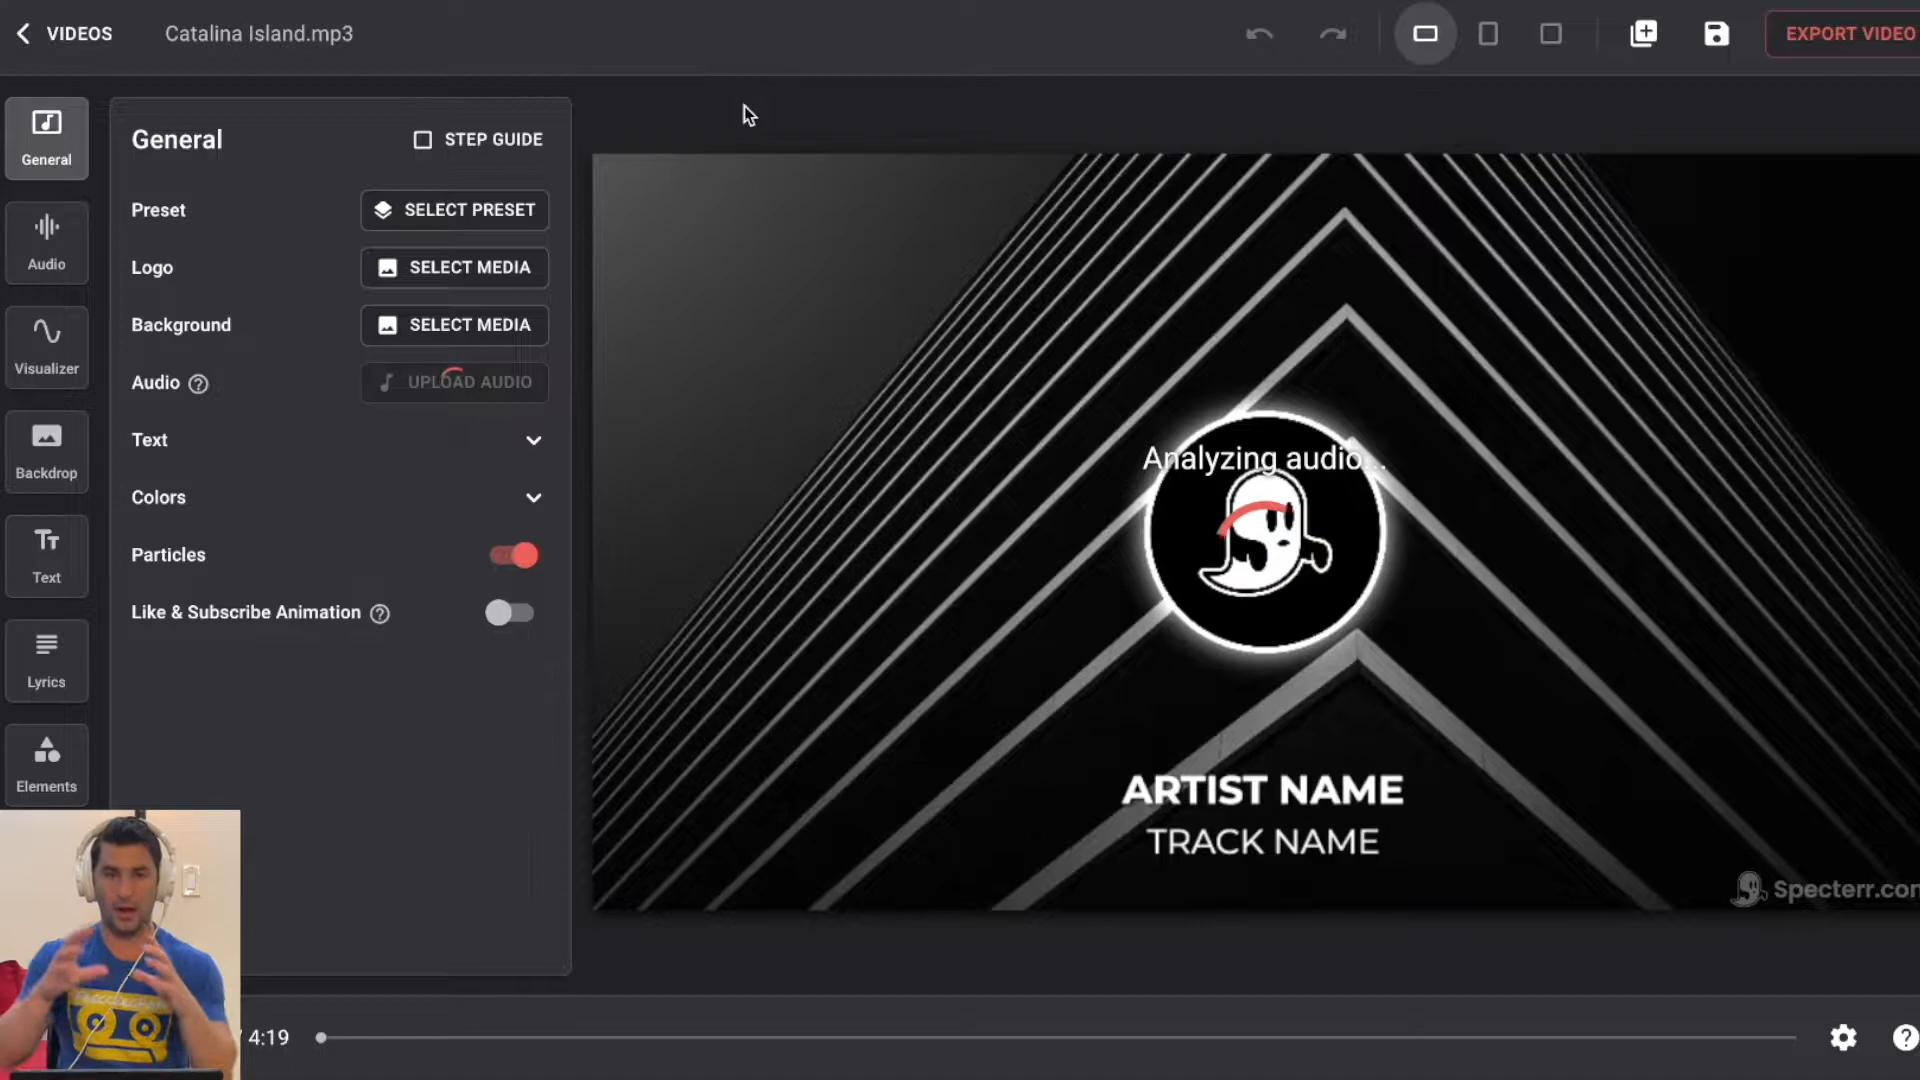 VIDEOS
Catalina Island.mp3
EXPORT VIDEO
General
Audio
Visualizer
Backdrop
Text
Lyrics
Elements
General
STEP GUIDE
Preset
SELECT PRESET
Logo
SELECT MEDIA
Background
SELECT MEDIA
Audio ?
UPLOAD AUDIO
Text
Colors
Particles
Like & Subscribe Animation ?
Analyzing audio...
ARTIST NAME
TRACK NAME
Specterr.com
/ 4:19
?